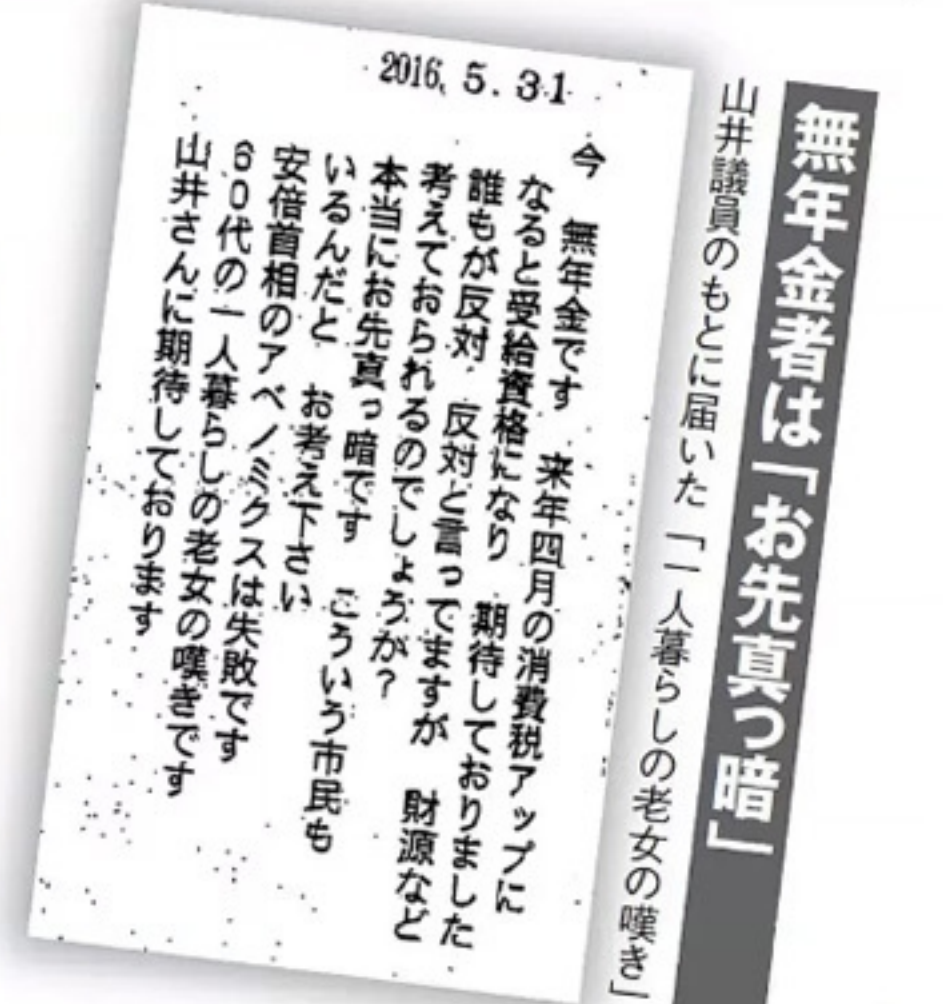 無年金者は「お先真っ暗」
山井議員のもとに届いた「一人暮らしの老女の嘆き」
2016.5.31
今　無年金です　来年四月の消費税アップに
なると受給資格になり　期待しておりました
誰もが反対．反対と言ってますが　財源など
考えておられるのでしょうか？
本当にお先真っ暗です　こういう市民も
いるんだと　お考え下さい
安倍首相のアベノミクスは失敗です
60代の一人暮らしの老女の嘆きです
山井さんに期待しております